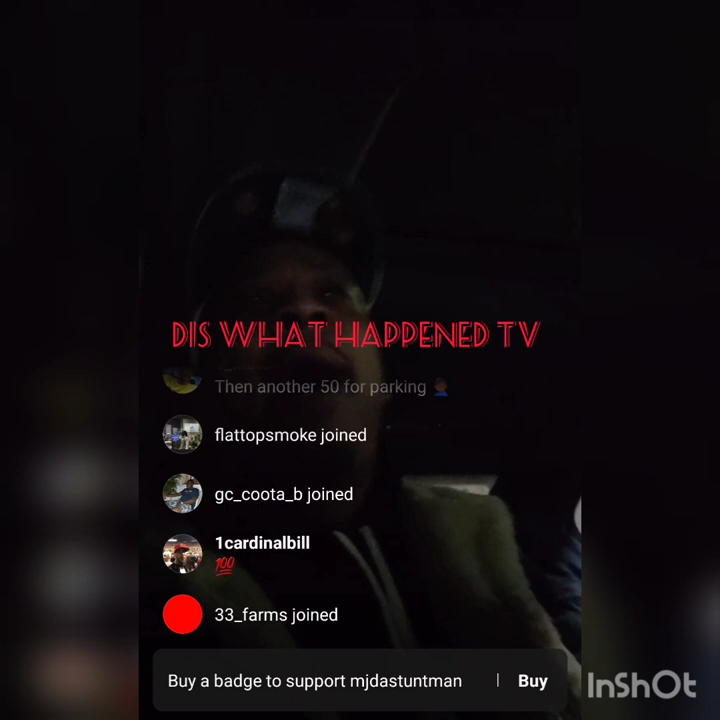 DIS WHAT HAPPENED TV
Then another 50 for parking 🤦🏾‍♂️
flattopsmoke joined
gc_coota_b joined
1cardinalbill
💯
33_farms joined
Buy a badge to support mjdastuntman | Buy
InShOt